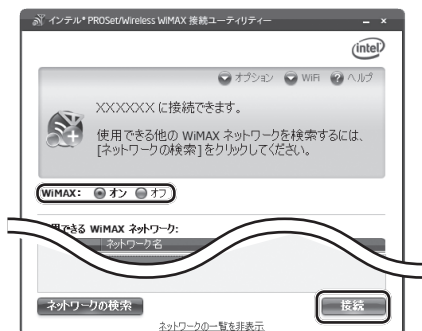 インテル® PROSet/Wireless WiMAX 接続ユーティリティー
intel
オプション WiFi ヘルプ
XXXXXXX に接続できます。
使用できる他の WiMAX ネットワークを検索するには、
[ネットワークの検索] をクリックしてください。
WiMAX: オン オフ
用できる WiMAX ネットワーク:
ネットワーク名
ネットワークの検索 接続
ネットワークの一覧を非表示